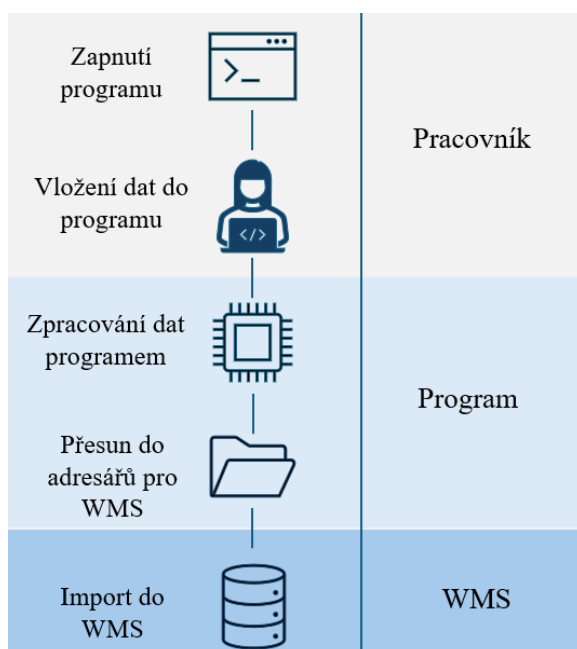 Zapnutí
programu
Pracovník
Vložení dat do
programu
Zpracování dat
programem
Program
Přesun do
adresářů pro
WMS
Import do
WMS
WMS